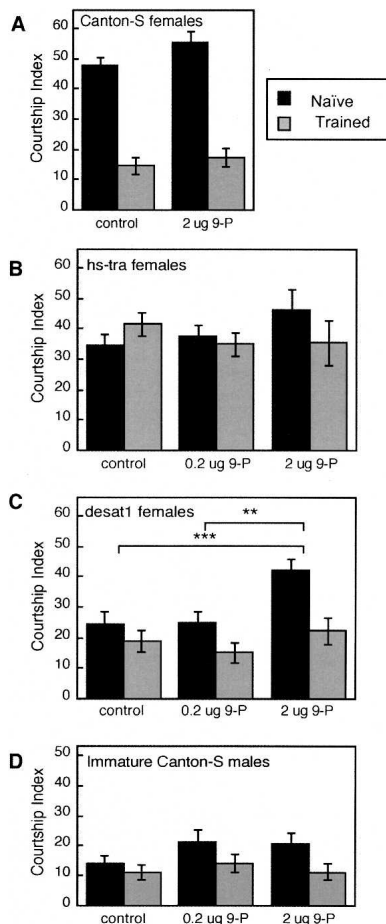 A
Canton-S females
Courtship Index
60
50
40
30
20
10
0
control
2 ug 9-P
Naïve
Trained
B
hs-tra females
Courtship Index
60
50
40
30
20
10
0
control
0.2 ug 9-P
2 ug 9-P
C
desat1 females
**
***
Courtship Index
60
50
40
30
20
10
0
control
0.2 ug 9-P
2 ug 9-P
D
Immature Canton-S males
Courtship Index
50
40
30
20
10
0
control
0.2 ug 9-P
2 ug 9-P